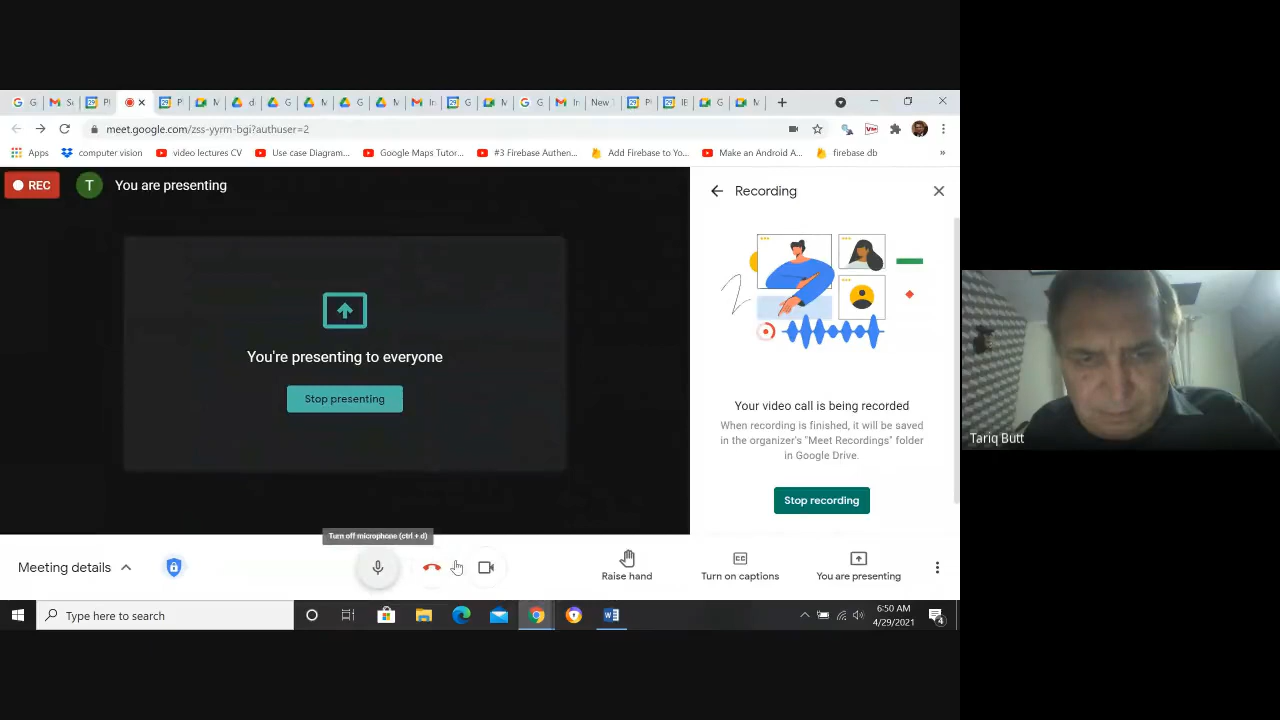 meet.google.com/zss-yyrm-bgi?authuser=2
Apps computer vision video lectures CV Use case Diagram... Google Maps Tutor... #3 Firebase Authen... Add Firebase to Yo... Make an Android A... firebase db »
REC T You are presenting
You're presenting to everyone
Stop presenting
Turn off microphone (ctrl + d)
Meeting details
Raise hand
CC
Turn on captions
You are presenting
Recording
Your video call is being recorded
When recording is finished, it will be saved
in the organizer's "Meet Recordings" folder
in Google Drive.
Stop recording
Tariq Butt
Type here to search
6:50 AM
4/29/2021
4